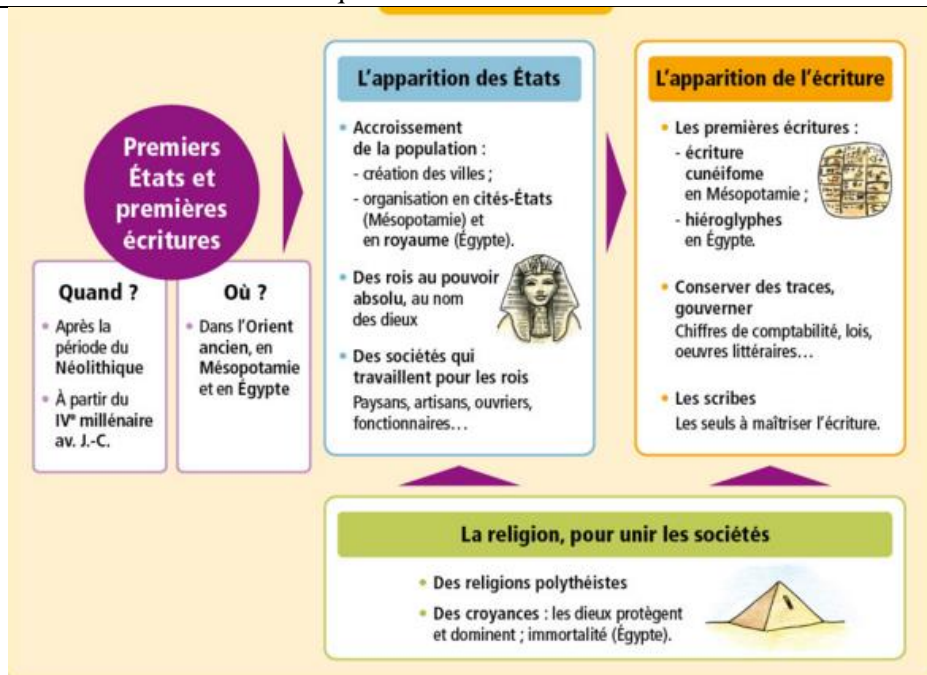 Premiers
États et
premières
écritures
Quand ?
• Après la
période du
Néolithique
• À partir du
IVᵉ millénaire
av. J.-C.
Où ?
• Dans l'Orient
ancien, en
Mésopotamie
et en Égypte
L'apparition des États
• Accroissement
de la population :
- création des villes ;
- organisation en cités-États
(Mésopotamie) et
en royaume (Égypte).
• Des rois au pouvoir
absolu, au nom
des dieux
• Des sociétés qui
travaillent pour les rois
Paysans, artisans, ouvriers,
fonctionnaires…
L'apparition de l'écriture
• Les premières écritures :
- écriture
cunéifome
en Mésopotamie ;
- hiéroglyphes
en Égypte.
• Conserver des traces,
gouverner
Chiffres de comptabilité, lois,
oeuvres littéraires…
• Les scribes
Les seuls à maîtriser l'écriture.
La religion, pour unir les sociétés
• Des religions polythéistes
• Des croyances : les dieux protègent
et dominent ; immortalité (Égypte).